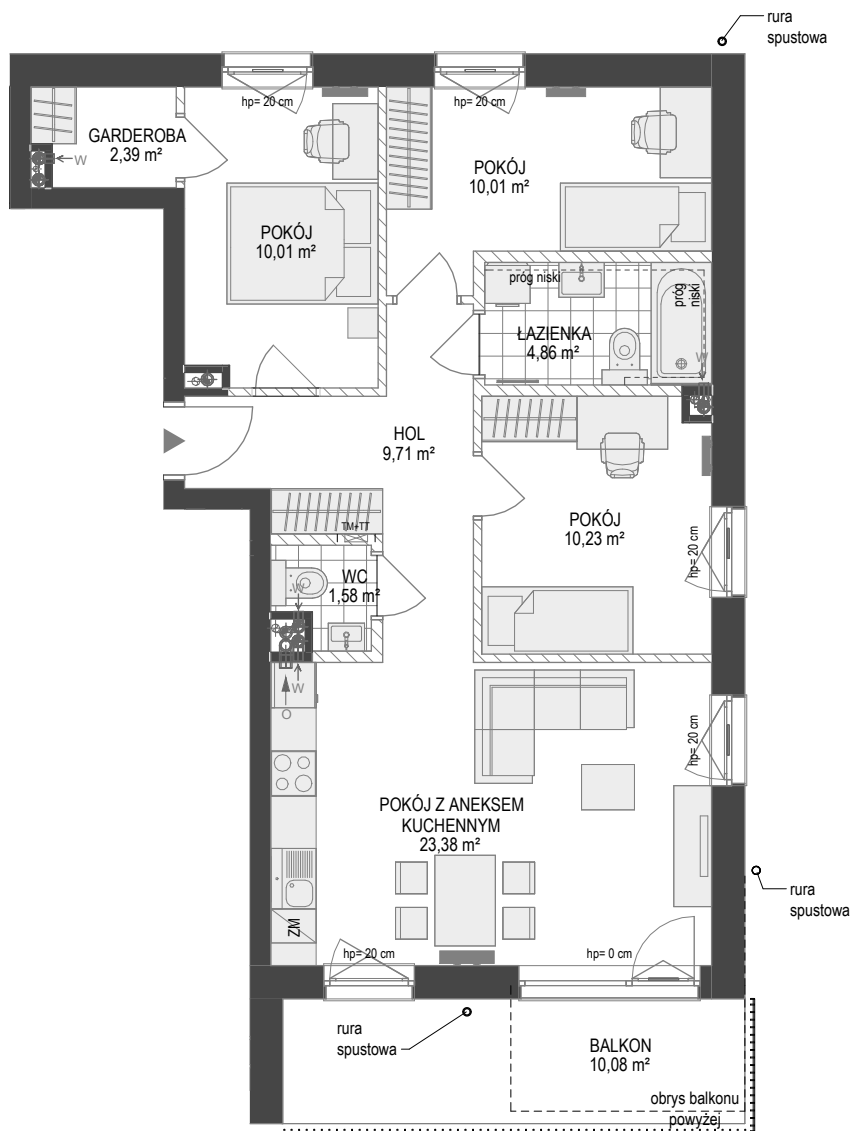 rura
spustowa
hp= 20 cm
hp= 20 cm
GARDEROBA
2,39 m²
W
POKÓJ
10,01 m²
POKÓJ
10,01 m²
próg niski
próg
niski
ŁAZIENKA
4,86 m²
W
HOL
9,71 m²
POKÓJ
10,23 m²
hp= 20 cm
TM+TT
WC
1,58 m²
W
W
hp= 20 cm
POKÓJ Z ANEKSEM
KUCHENNYM
23,38 m²
ZM
rura
spustowa
hp= 20 cm
hp= 0 cm
rura
spustowa
BALKON
10,08 m²
obrys balkonu
powyżej